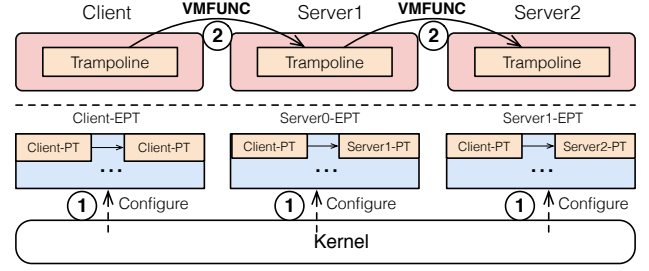 Client VMFUNC Server1 VMFUNC Server2
2 2
Trampoline Trampoline Trampoline
Client-EPT Server0-EPT Server1-EPT
Client-PT Client-PT Client-PT Server1-PT Client-PT Server2-PT
... ... ...
1 Configure 1 Configure 1 Configure
Kernel